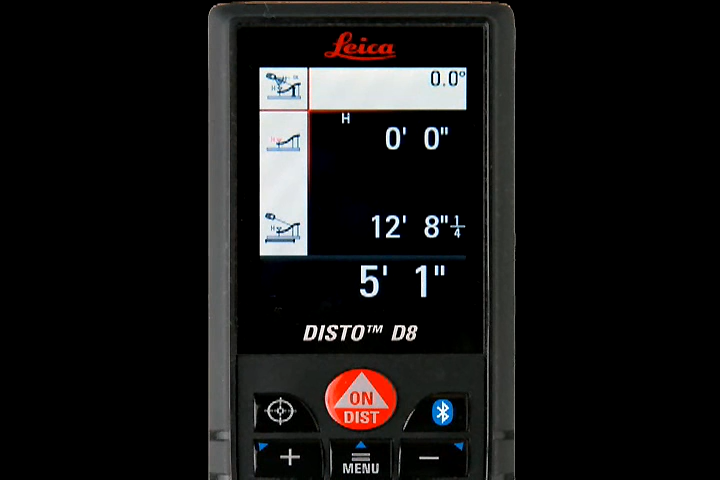 Leica
0.0°
H
0' 0"
12' 8"1/4
5' 1"
DISTO™ D8
ON
DIST
+
MENU
−